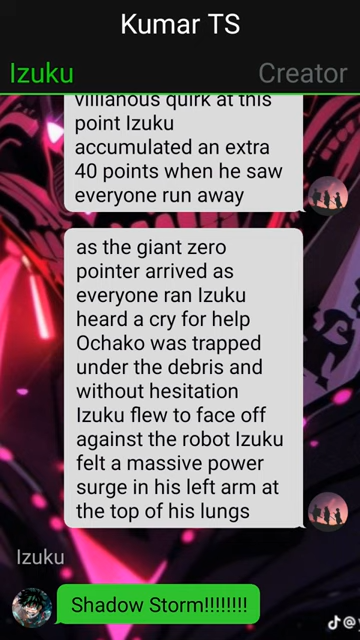 Kumar TS
Izuku
Creator
villianous quirk at this
point Izuku
accumulated an extra
40 points when he saw
everyone run away
as the giant zero
pointer arrived as
everyone ran Izuku
heard a cry for help
Ochako was trapped
under the debris and
without hesitation
Izuku flew to face off
against the robot Izuku
felt a massive power
surge in his left arm at
the top of his lungs
Izuku
Shadow Storm!!!!!!!!
@